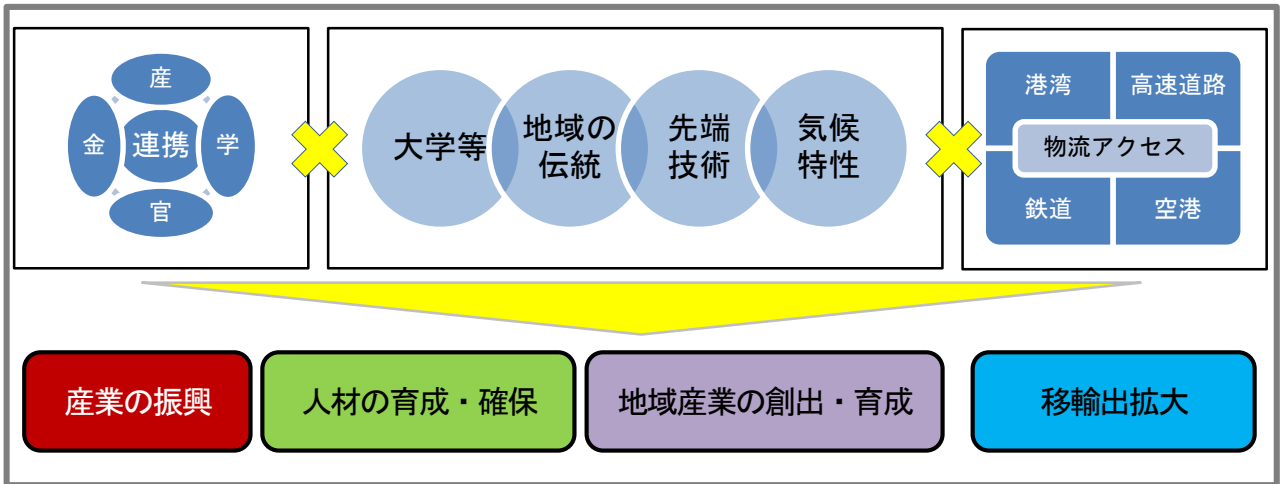 産
金
連携
学
官
大学等
地域の
伝統
先端
技術
気候
特性
港湾
高速道路
物流アクセス
鉄道
空港
産業の振興
人材の育成・確保
地域産業の創出・育成
移輸出拡大